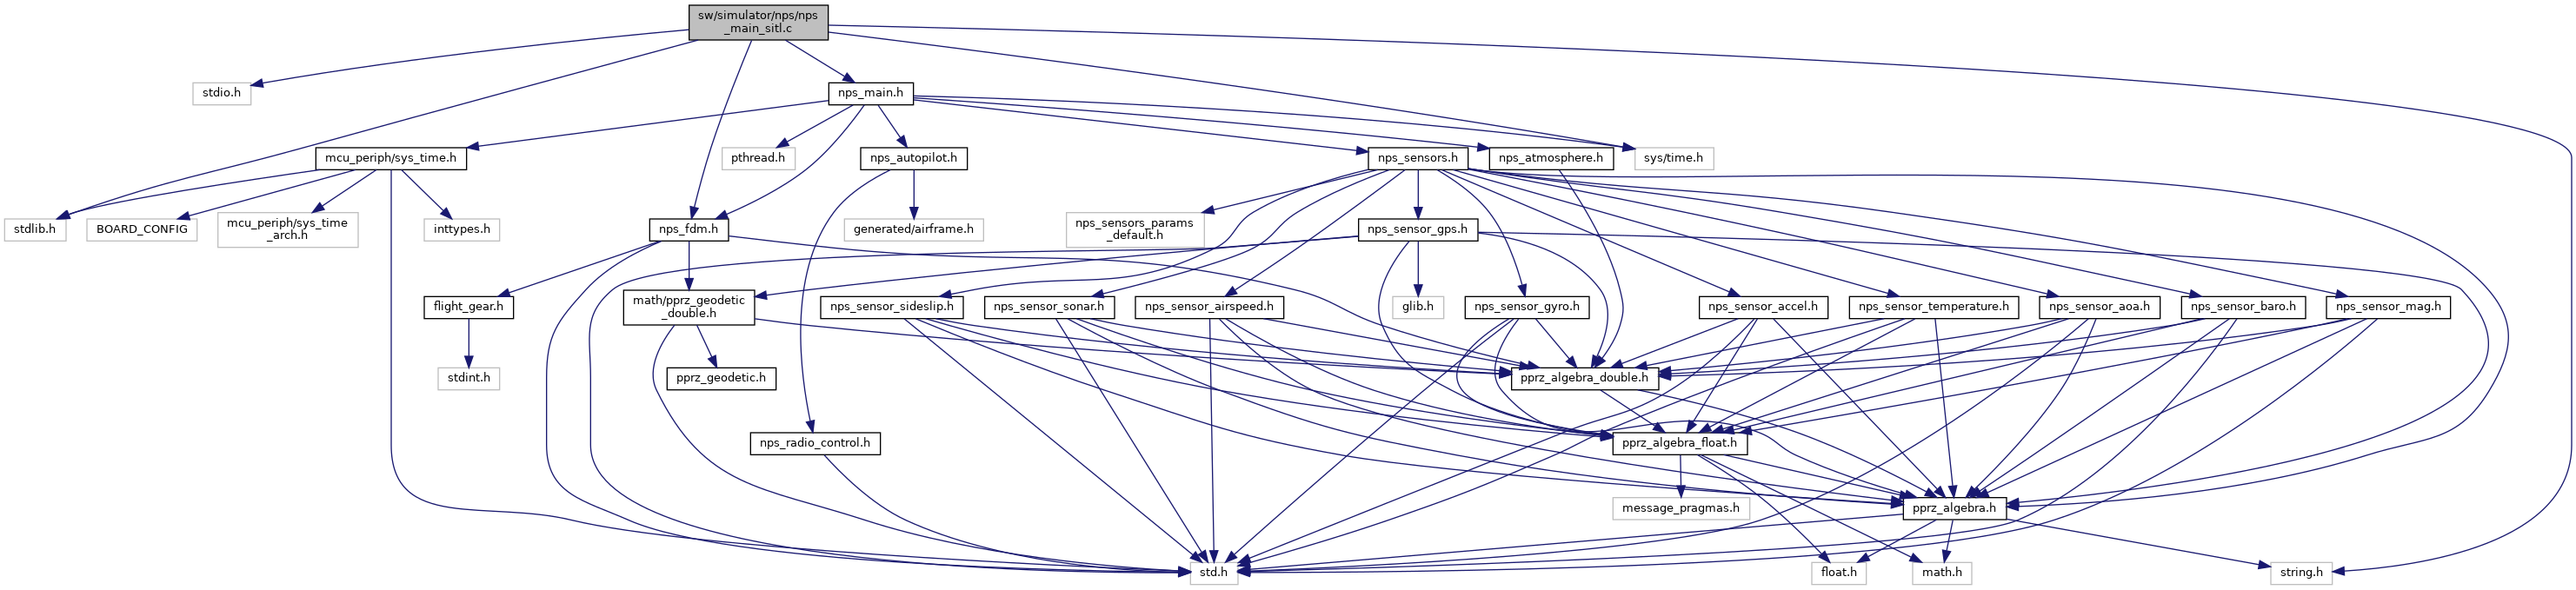 sw/simulator/nps/nps
_main_sitl.c
stdio.h
nps_main.h
mcu_periph/sys_time.h
pthread.h
nps_autopilot.h
nps_sensors.h
nps_atmosphere.h
sys/time.h
stdlib.h
BOARD_CONFIG
mcu_periph/sys_time
_arch.h
inttypes.h
nps_fdm.h
generated/airframe.h
nps_sensors_params
_default.h
nps_sensor_gps.h
flight_gear.h
math/pprz_geodetic
_double.h
nps_sensor_sideslip.h
nps_sensor_sonar.h
nps_sensor_airspeed.h
glib.h
nps_sensor_gyro.h
nps_sensor_accel.h
nps_sensor_temperature.h
nps_sensor_aoa.h
nps_sensor_baro.h
nps_sensor_mag.h
stdint.h
pprz_geodetic.h
pprz_algebra_double.h
nps_radio_control.h
pprz_algebra_float.h
message_pragmas.h
pprz_algebra.h
std.h
float.h
math.h
string.h